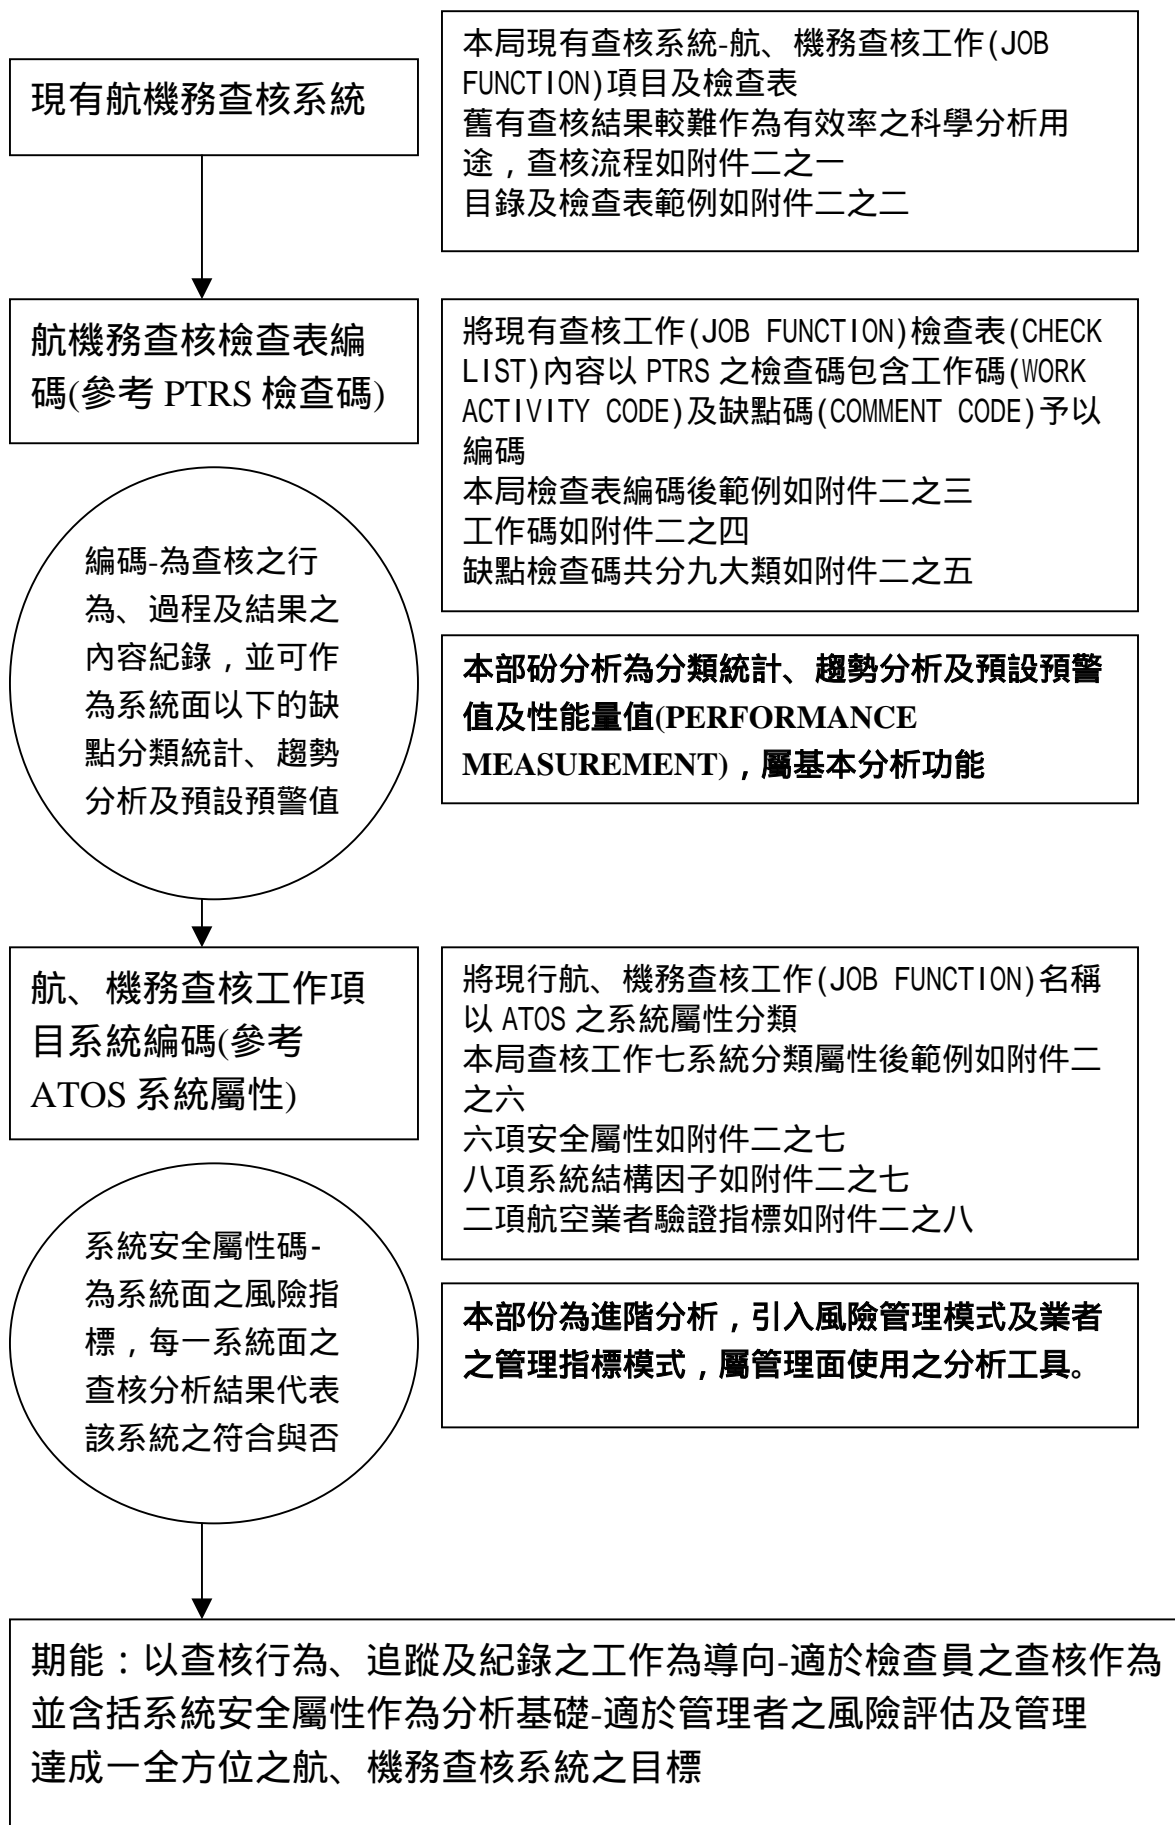 現有航機務查核系統
本局現有查核系統-航、機務查核工作(JOB
FUNCTION)項目及檢查表
舊有查核結果較難作為有效率之科學分析用
途，查核流程如附件二之一
目錄及檢查表範例如附件二之二
航機務查核檢查表編
碼(參考 PTRS 檢查碼)
將現有查核工作(JOB FUNCTION)檢查表(CHECK
LIST)內容以 PTRS 之檢查碼包含工作碼(WORK
ACTIVITY CODE)及缺點碼(COMMENT CODE)予以
編碼
本局檢查表編碼後範例如附件二之三
工作碼如附件二之四
缺點檢查碼共分九大類如附件二之五
編碼-為查核之行
為、過程及結果之
內容紀錄，並可作
為系統面以下的缺
點分類統計、趨勢
分析及預設預警值
本部份分析為分類統計、趨勢分析及預設預警
值及性能量值(PERFORMANCE
MEASUREMENT)，屬基本分析功能
航、機務查核工作項
目系統編碼(參考
ATOS 系統屬性)
將現行航、機務查核工作(JOB FUNCTION)名稱
以 ATOS 之系統屬性分類
本局查核工作七系統分類屬性後範例如附件二
之六
六項安全屬性如附件二之七
八項系統結構因子如附件二之七
二項航空業者驗證指標如附件二之八
系統安全屬性碼-
為系統面之風險指
標，每一系統面之
查核分析結果代表
該系統之符合與否
本部份為進階分析，引入風險管理模式及業者
之管理指標模式，屬管理面使用之分析工具。
期能：以查核行為、追蹤及紀錄之工作為導向-適於檢查員之查核作為
並含括系統安全屬性作為分析基礎-適於管理者之風險評估及管理
達成一全方位之航、機務查核系統之目標